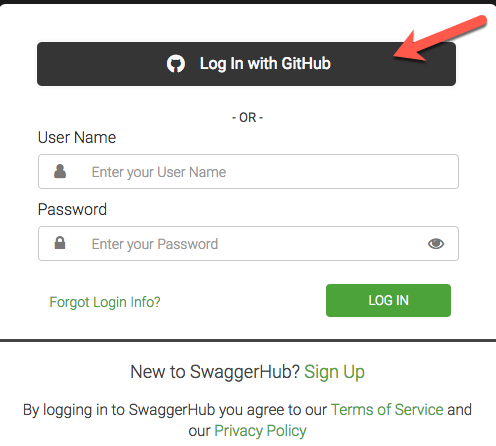 Log In with GitHub
- OR -
User Name
Enter your User Name
Password
Enter your Password
Forgot Login Info?
LOG IN
New to SwaggerHub? Sign Up
By logging in to SwaggerHub you agree to our Terms of Service and
our Privacy Policy